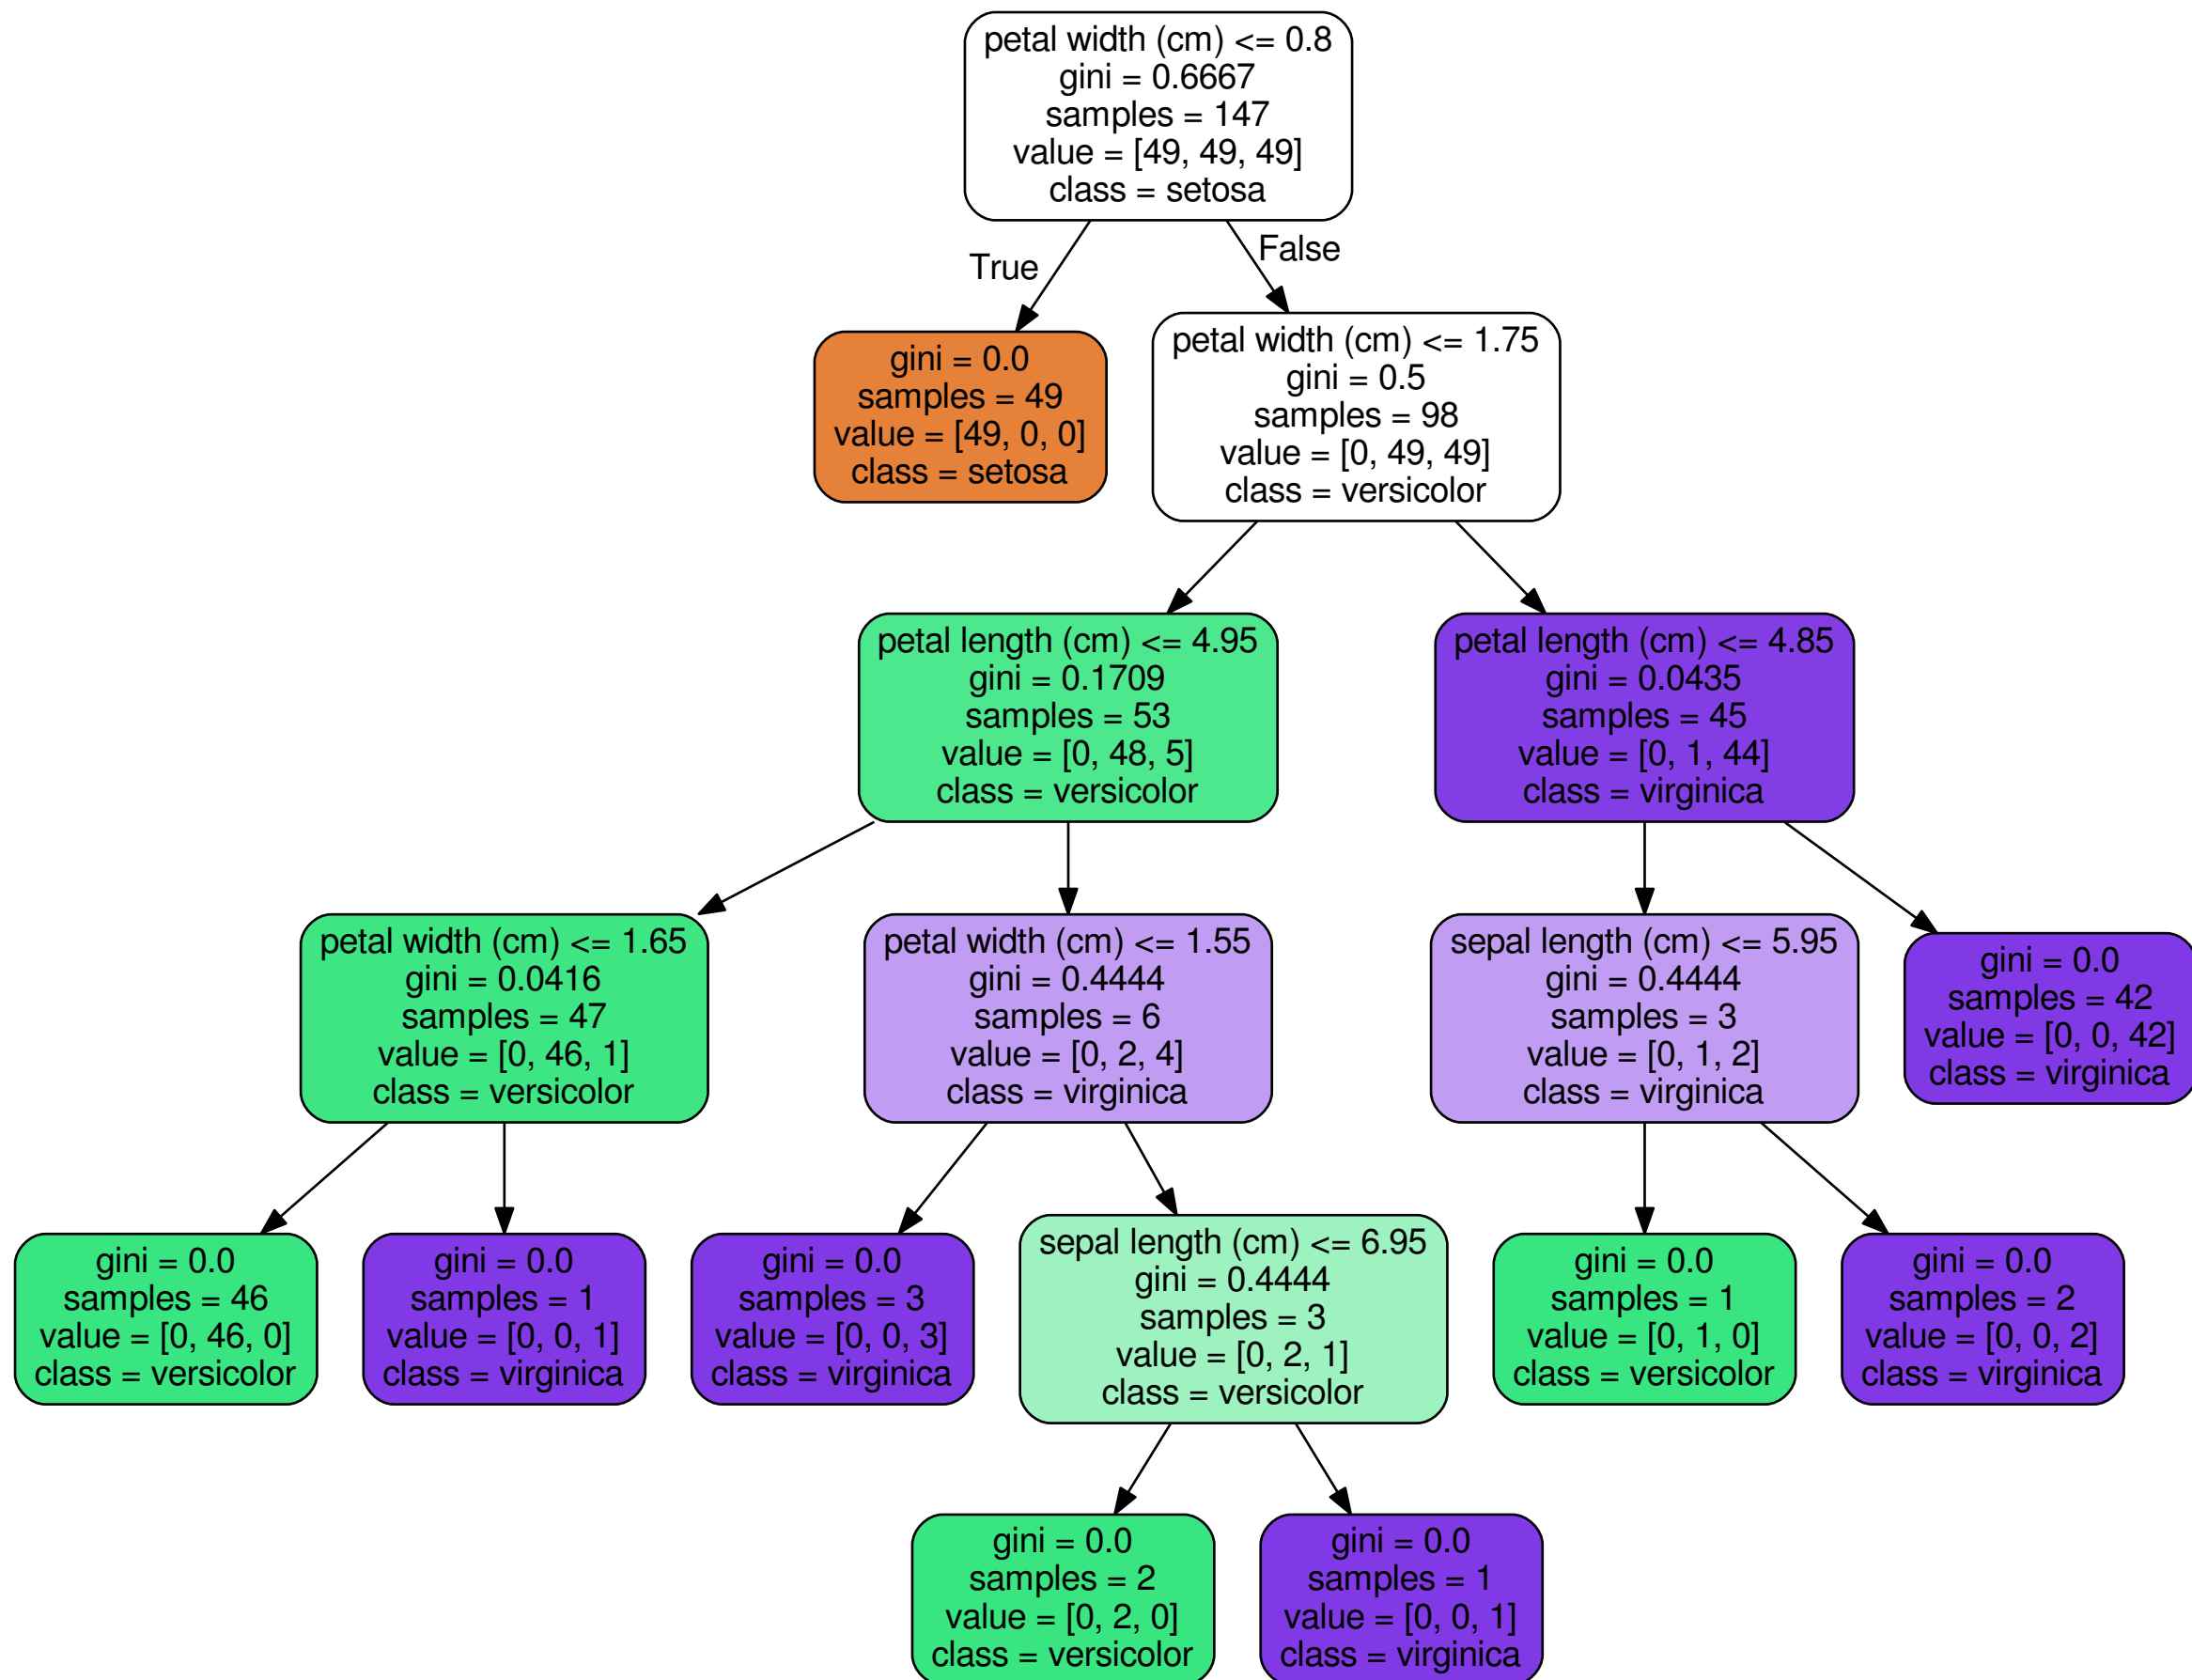 petal width (cm) <= 0.8
gini = 0.6667
samples = 147
value = [49, 49, 49]
class = setosa
True
False
gini = 0.0
samples = 49
value = [49, 0, 0]
class = setosa
petal width (cm) <= 1.75
gini = 0.5
samples = 98
value = [0, 49, 49]
class = versicolor
petal length (cm) <= 4.95
gini = 0.1709
samples = 53
value = [0, 48, 5]
class = versicolor
petal length (cm) <= 4.85
gini = 0.0435
samples = 45
value = [0, 1, 44]
class = virginica
petal width (cm) <= 1.65
gini = 0.0416
samples = 47
value = [0, 46, 1]
class = versicolor
petal width (cm) <= 1.55
gini = 0.4444
samples = 6
value = [0, 2, 4]
class = virginica
sepal length (cm) <= 5.95
gini = 0.4444
samples = 3
value = [0, 1, 2]
class = virginica
gini = 0.0
samples = 42
value = [0, 0, 42]
class = virginica
gini = 0.0
samples = 46
value = [0, 46, 0]
class = versicolor
gini = 0.0
samples = 1
value = [0, 0, 1]
class = virginica
gini = 0.0
samples = 3
value = [0, 0, 3]
class = virginica
sepal length (cm) <= 6.95
gini = 0.4444
samples = 3
value = [0, 2, 1]
class = versicolor
gini = 0.0
samples = 1
value = [0, 1, 0]
class = versicolor
gini = 0.0
samples = 2
value = [0, 0, 2]
class = virginica
gini = 0.0
samples = 2
value = [0, 2, 0]
class = versicolor
gini = 0.0
samples = 1
value = [0, 0, 1]
class = virginica